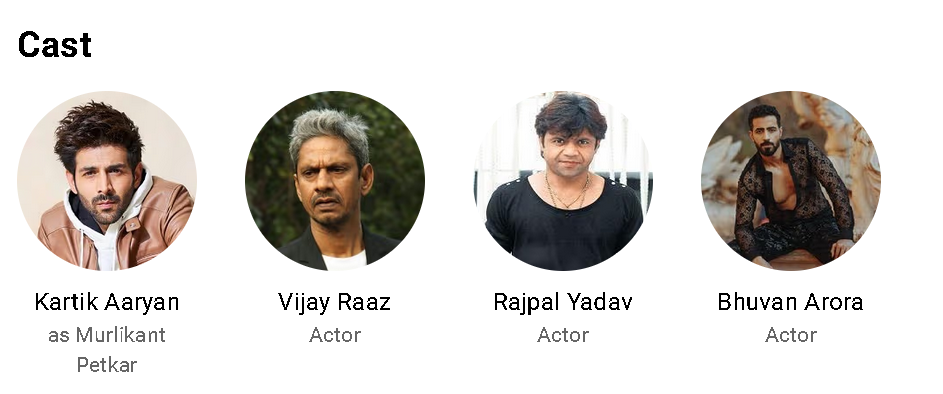 Cast
Kartik Aaryan
Vijay Raaz
Rajpal Yadav
Bhuvan Arora
as Murlikant
Petkar
Actor
Actor
Actor